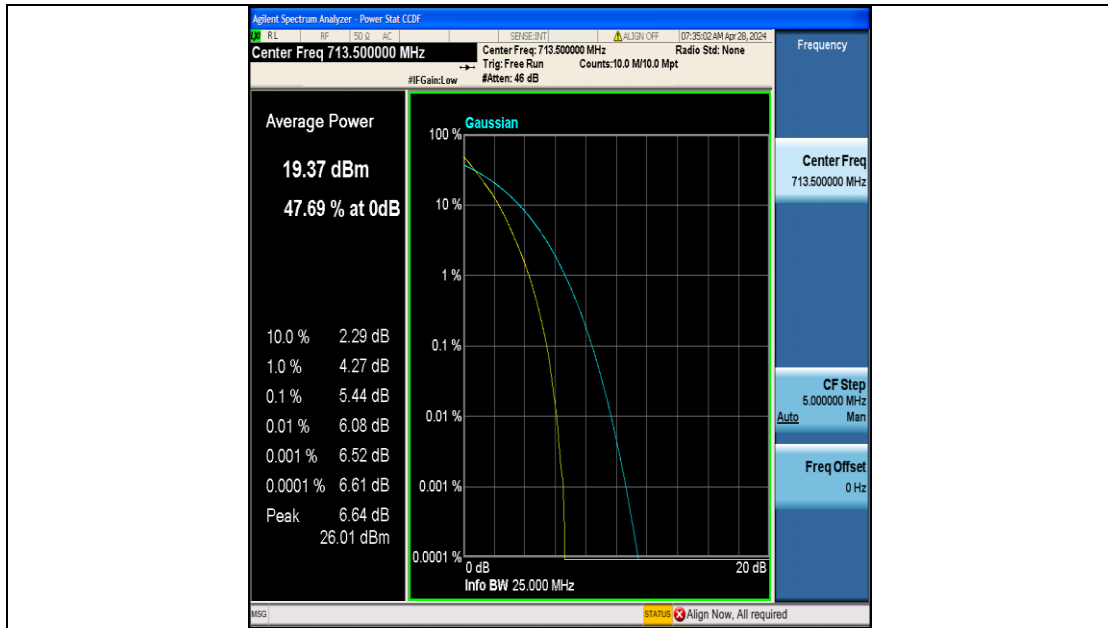 Agilent Spectrum Analyzer - Power Stat CCDF
RL RF 50 Ω AC SENSE:INT ALIGN OFF 07:35:02 AM Apr 28, 2024
Center Freq 713.500000 MHz
Center Freq: 713.500000 MHz Radio Std: None
Trig: Free Run Counts:10.0 M/10.0 Mpt
#IFGain:Low #Atten: 46 dB
Average Power
19.37 dBm
47.69 % at 0dB
10.0 % 2.29 dB
1.0 % 4.27 dB
0.1 % 5.44 dB
0.01 % 6.08 dB
0.001 % 6.52 dB
0.0001 % 6.61 dB
Peak 6.64 dB
26.01 dBm
Gaussian
100 %
10 %
1 %
0.1 %
0.01 %
0.001 %
0.0001 %
0 dB 20 dB
Info BW 25.000 MHz
Frequency
Center Freq
713.500000 MHz
CF Step
5.000000 MHz
Auto Man
Freq Offset
0 Hz
MSG STATUS Align Now, All required